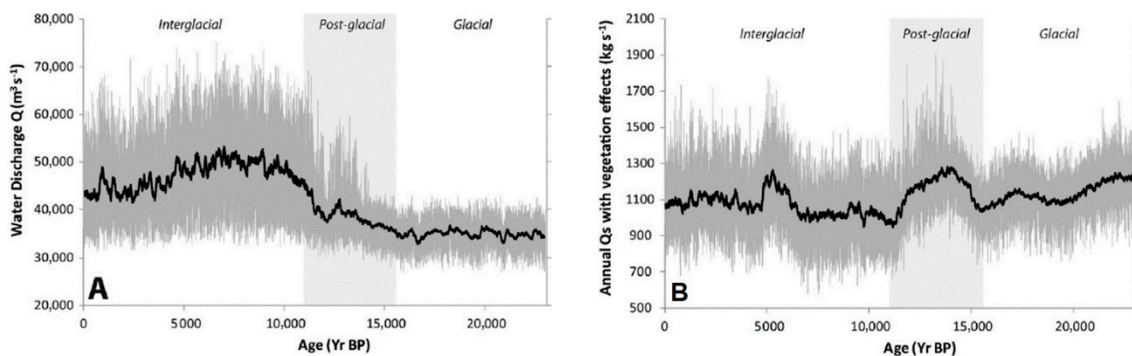 Water Discharge Q (m³ s⁻¹)
80,000
70,000
60,000
50,000
40,000
30,000
20,000
Interglacial
Post-glacial
Glacial
A
0
5000
10,000
15,000
20,000
Age (Yr BP)
Annual Qs with vegetation effects (kg s⁻¹)
2100
1900
1700
1500
1300
1100
900
700
500
Interglacial
Post-glacial
Glacial
B
0
5000
10,000
15,000
20,000
Age (Yr BP)